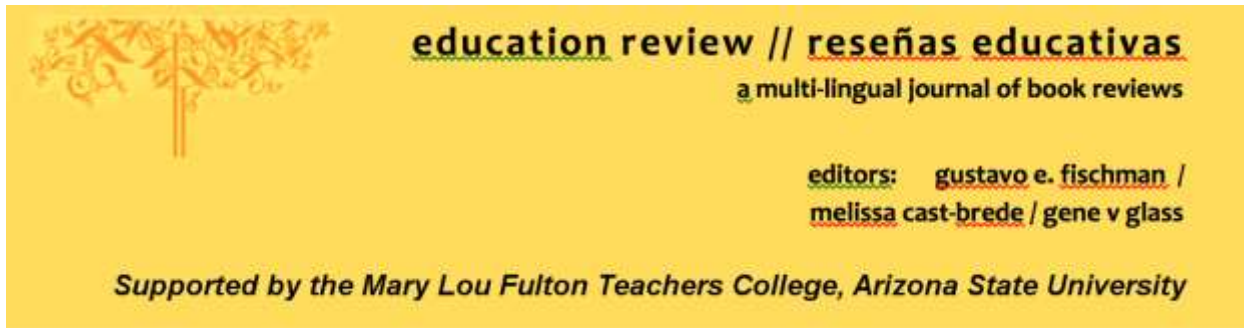 education review // reseñas educativas
a multi-lingual journal of book reviews
editors: gustavo e. fischman /
melissa cast-brede / gene v glass
Supported by the Mary Lou Fulton Teachers College, Arizona State University